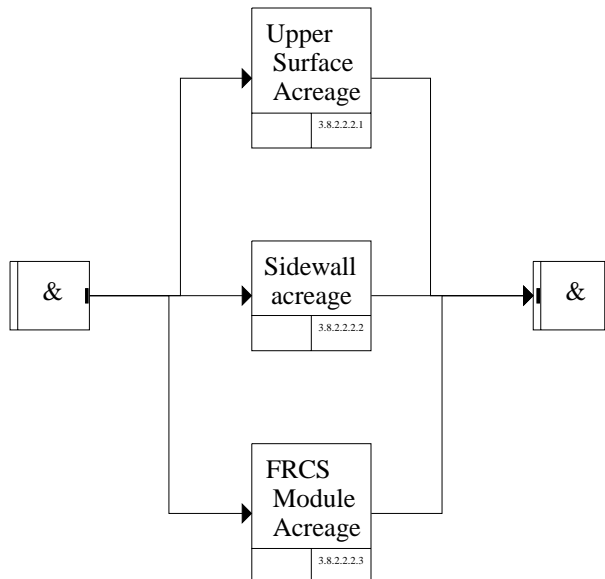 Upper
Surface
Acreage
3.8.2.2.2.1
&
Sidewall
acreage
3.8.2.2.2.2
&
FRCS
Module
Acreage
3.8.2.2.2.3